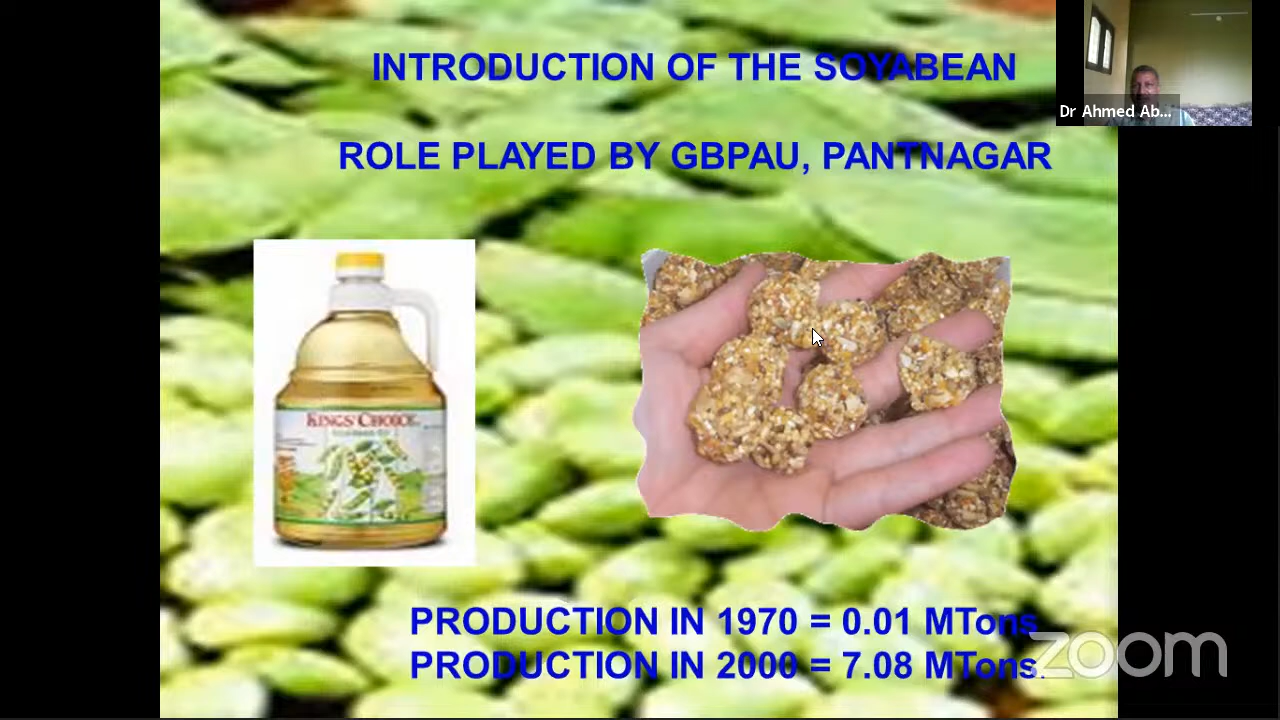 INTRODUCTION OF THE SOYABEAN
Dr Ahmed Ab...
ROLE PLAYED BY GBPAU, PANTNAGAR
KINGS' CHOICE
PRODUCTION IN 1970 = 0.01 MTons
PRODUCTION IN 2000 = 7.08 MTons.
zoom